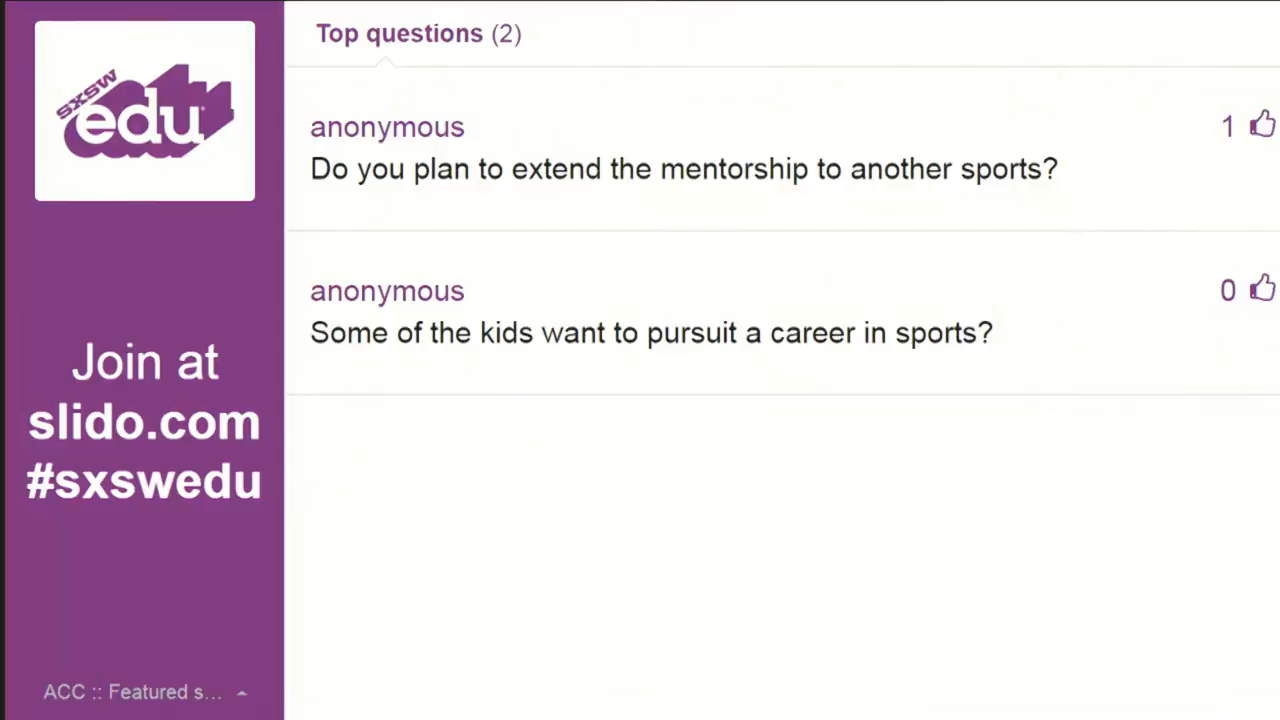 sxsw
edu
Join at
slido.com
#sxswedu
ACC :: Featured s...
Top questions (2)
anonymous
1
Do you plan to extend the mentorship to another sports?
anonymous
0
Some of the kids want to pursuit a career in sports?